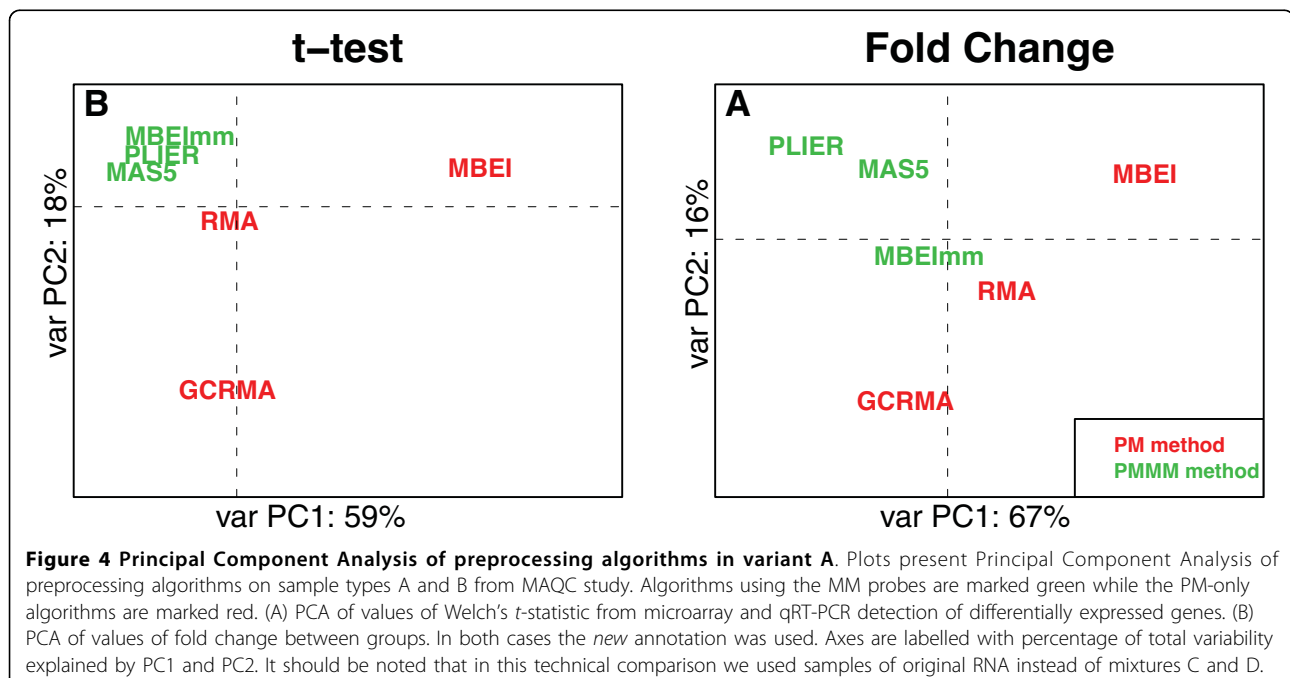 t–test
B
MBEImm
PLIER
MAS5
MBEI
RMA
GCRMA
var PC2: 18%
var PC1: 59%
Fold Change
A
PLIER
MAS5
MBEI
MBEImm
RMA
GCRMA
PM method
PMMM method
var PC2: 16%
var PC1: 67%
Figure 4 Principal Component Analysis of preprocessing algorithms in variant A. Plots present Principal Component Analysis of
preprocessing algorithms on sample types A and B from MAQC study. Algorithms using the MM probes are marked green while the PM-only
algorithms are marked red. (A) PCA of values of Welch's t-statistic from microarray and qRT-PCR detection of differentially expressed genes. (B)
PCA of values of fold change between groups. In both cases the new annotation was used. Axes are labelled with percentage of total variability
explained by PC1 and PC2. It should be noted that in this technical comparison we used samples of original RNA instead of mixtures C and D.